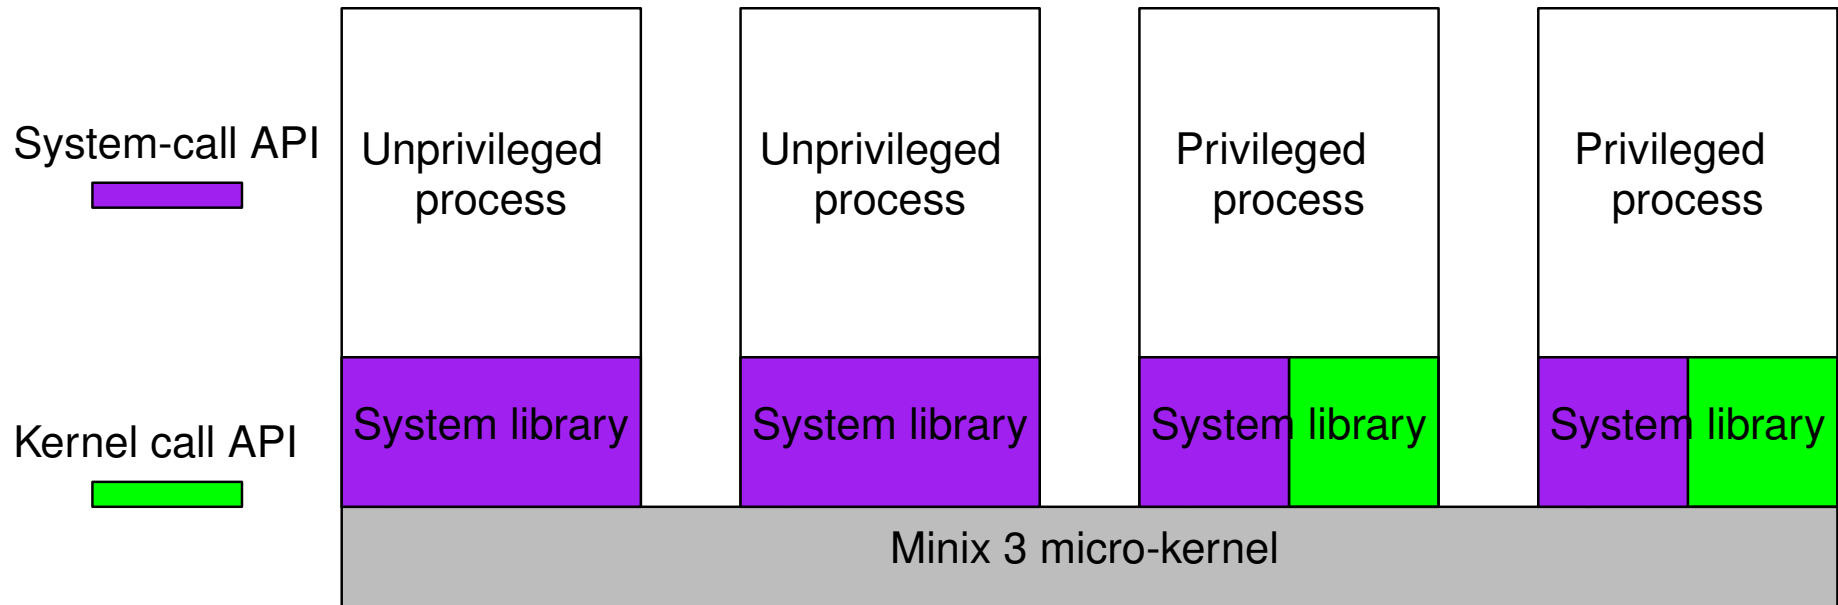 System-call API
Unprivileged
process
Unprivileged
process
Privileged
process
Privileged
process
Kernel call API
System library
System library
System library
System library
Minix 3 micro-kernel